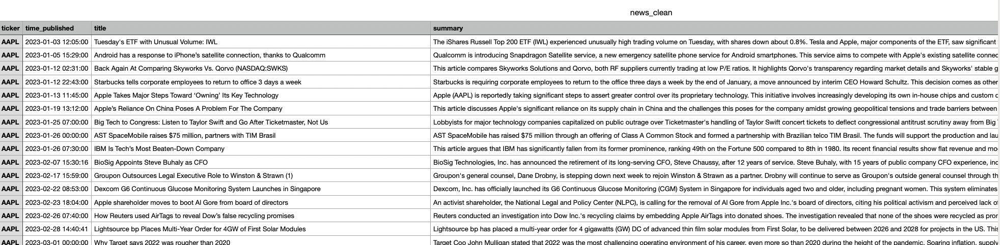 news_clean
ticker time_published title summary
AAPL 2023-01-03 12:05:00 Tuesday's ETF with Unusual Volume: IWL The iShares Russell Top 200 ETF (IWL) experienced unusually high trading volume on Tuesday, with shares down about 0.8%. Tesla and Apple, major components of the ETF, saw significant
AAPL 2023-01-05 15:29:00 Android has a response to iPhone’s satellite connection, thanks to Qualcomm Qualcomm is introducing Snapdragon Satellite service, a new emergency satellite phone service for Android smartphones. This service aims to compete with Apple's existing satellite connec
AAPL 2023-01-12 02:31:00 Back Again At Comparing Skyworks Vs. Qorvo (NASDAQ:SWKS) This article compares Skyworks Solutions and Qorvo, both RF suppliers currently trading at low P/E ratios. It highlights Qorvo's transparency regarding market details and Skyworks' stable g
AAPL 2023-01-12 22:43:00 Starbucks tells corporate employees to return to office 3 days a week Starbucks is requiring corporate employees to return to the office three days a week by the end of January, a move announced by interim CEO Howard Schultz. This decision comes as other
AAPL 2023-01-13 11:45:00 Apple Takes Major Steps Toward ‘Owning’ Its Key Technology Apple (AAPL) is reportedly taking significant steps to assert greater control over its proprietary technology. This initiative involves increasingly developing its own in-house chips and custom
AAPL 2023-01-19 13:12:00 Apple’s Reliance On China Poses A Problem For The Company This article discusses Apple's significant reliance on its supply chain in China and the challenges this poses for the company amidst growing geopolitical tensions and trade barriers between
AAPL 2023-01-25 07:00:00 Big Tech to Congress: Listen to Taylor Swift and Go After Ticketmaster, Not Us Lobbyists for major technology companies capitalized on public outrage over Ticketmaster's handling of Taylor Swift concert tickets to deflect congressional antitrust scrutiny away from Big
AAPL 2023-01-26 00:00:00 AST SpaceMobile raises $75 million, partners with TIM Brasil AST SpaceMobile has raised $75 million through an offering of Class A Common Stock and formed a partnership with Brazilian telco TIM Brasil. The funds will support the production and lau
AAPL 2023-01-26 07:30:00 IBM Is Tech’s Most Beaten-Down Company This article argues that IBM has significantly fallen from its former prominence, ranking 49th on the Fortune 500 compared to 8th in 1980. Its recent financial results show flat revenue and mo
AAPL 2023-02-07 15:30:16 BioSig Appoints Steve Buhaly as CFO BioSig Technologies, Inc. has announced the retirement of its long-serving CFO, Steve Chaussy, after 12 years of service. Steve Buhaly, with 15 years of public company CFO experience, inc
AAPL 2023-02-17 15:59:00 Groupon Outsources Legal Executive Role to Winston & Strawn (1) Groupon's general counsel, Dane Drobny, is stepping down next week to rejoin Winston & Strawn as a partner. Drobny will continue to serve as Groupon's outside general counsel through th
AAPL 2023-02-22 08:53:00 Dexcom G6 Continuous Glucose Monitoring System Launches in Singapore Dexcom, Inc. has officially launched its G6 Continuous Glucose Monitoring (CGM) System in Singapore for individuals aged two and older, including pregnant women. This system eliminates
AAPL 2023-02-23 18:04:00 Apple shareholder moves to boot Al Gore from board of directors An activist shareholder, the National Legal and Policy Center (NLPC), is calling for the removal of Al Gore from Apple Inc.'s board of directors, citing his political activism and perceived lack of
AAPL 2023-02-26 07:40:00 How Reuters used AirTags to reveal Dow’s false recycling promises Reuters conducted an investigation into Dow Inc.'s recycling claims by embedding Apple AirTags into donated shoes. The investigation revealed that none of the shoes were recycled as pror
AAPL 2023-02-28 14:40:41 Lightsource bp Places Multi-Year Order for 4GW of First Solar Modules Lightsource bp has placed a multi-year order for 4 gigawatts (GW) DC of advanced thin film solar modules from First Solar, to be delivered between 2026 and 2028 for projects in the US. This
AAPL 2023-03-01 00:00:00 Why Target says 2022 was rougher than 2020 Target Coo John Mulligan stated that 2022 was the most challenging operating environment of his career, even more so than 2020 during the height of the pandemic. Soaring inflation, supply